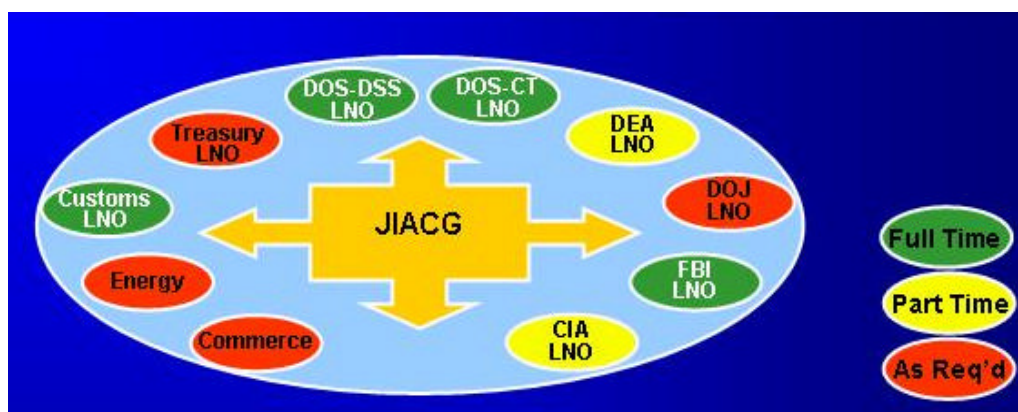 DOS-DSS
LNO
DOS-CT
LNO
Treasury
LNO
DEA
LNO
Customs
LNO
DOJ
LNO
JIACG
Energy
FBI
LNO
Commerce
CIA
LNO
Full Time
Part Time
As Req'd